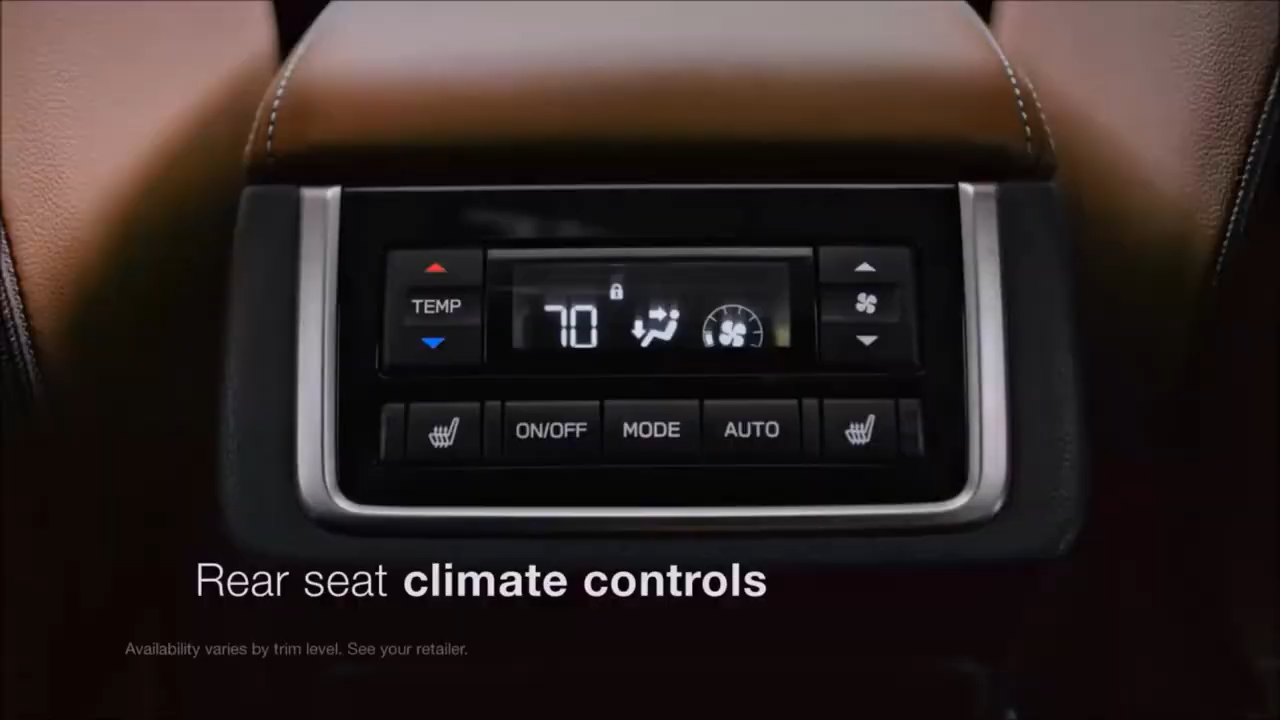 TEMP
70
ON/OFF MODE AUTO
Rear seat climate controls
Availability varies by trim level. See your retailer.